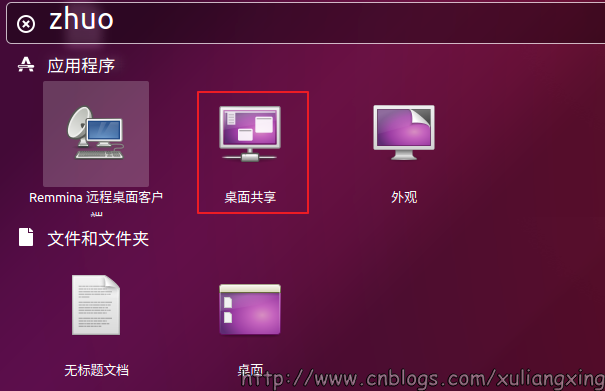 zhuo
应用程序
Remmina 远程桌面客户端
桌面共享
外观
文件和文件夹
无标题文档
桌面
http://www.cnblogs.com/xuliangxing